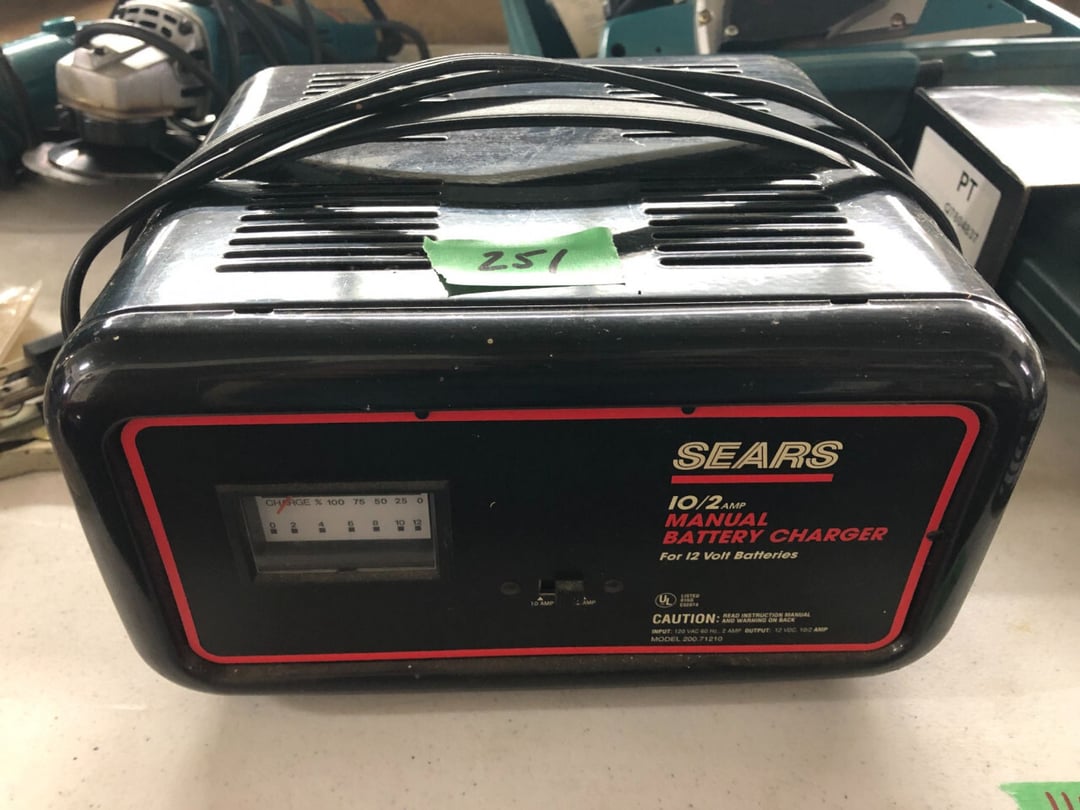 251
PT
SEARS
10/2 AMP
MANUAL
BATTERY CHARGER
For 12 Volt Batteries
CHARGE % 100 75 50 25 0
0 2 4 6 8 10 12
10 AMP
AMP
UL
LISTED
CAUTION: READ INSTRUCTION MANUAL
AND WARNING ON BACK
INPUT: 120 VAC 60 Hz., 2 AMP OUTPUT: 12 VDC, 10/2 AMP
MODEL 200.71210